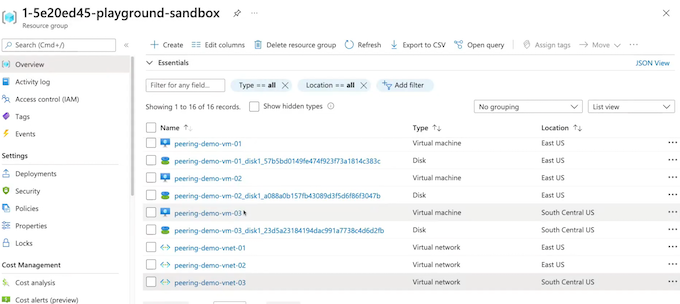 1-5e20ed45-playground-sandbox
Resource group
Search (Cmd+/)
Create Edit columns Delete resource group Refresh Export to CSV Open query Assign tags Move
Overview
Activity log
Access control (IAM)
Tags
Events
Settings
Deployments
Security
Policies
Properties
Locks
Cost Management
Cost analysis
Cost alerts (preview)
Essentials JSON View
Filter for any field... Type == all Location == all Add filter
Showing 1 to 16 of 16 records. Show hidden types No grouping List view
Name Type Location
peering-demo-vm-01 Virtual machine East US
peering-demo-vm-01_disk1_57b5bd0149fe474f923f73a1814c383c Disk East US
peering-demo-vm-02 Virtual machine East US
peering-demo-vm-02_disk1_a088a0b157fb43089d3f5d6f86f3047b Disk East US
peering-demo-vm-03 Virtual machine South Central US
peering-demo-vm-03_disk1_23d5a23184194dac991a7738c4d6d2fb Disk South Central US
peering-demo-vnet-01 Virtual network East US
peering-demo-vnet-02 Virtual network East US
peering-demo-vnet-03 Virtual network South Central US